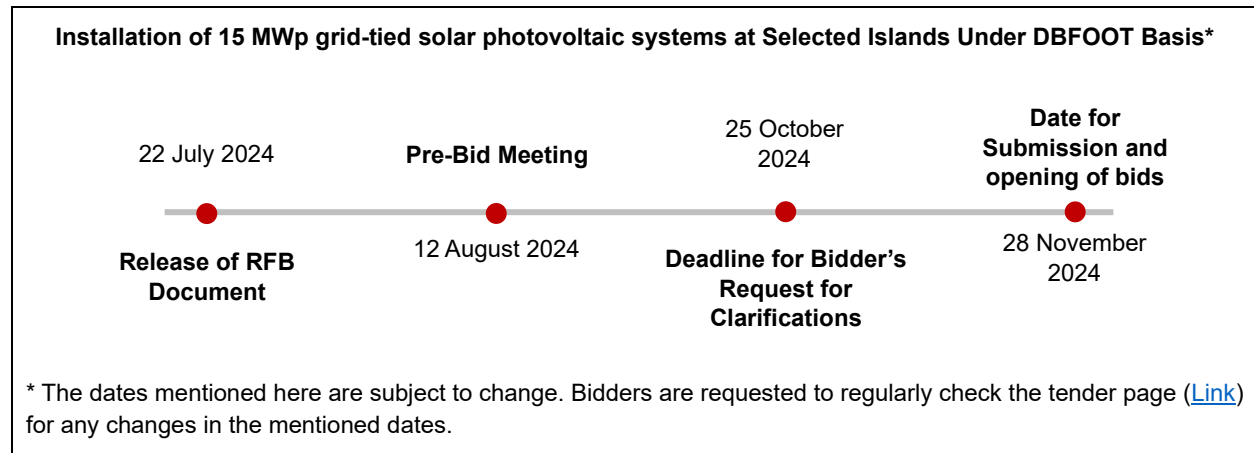 Installation of 15 MWp grid-tied solar photovoltaic systems at Selected Islands Under DBFOOT Basis*
22 July 2024
Release of RFB
Document
Pre-Bid Meeting
12 August 2024
25 October
2024
Deadline for Bidder’s
Request for
Clarifications
Date for
Submission and
opening of bids
28 November
2024
* The dates mentioned here are subject to change. Bidders are requested to regularly check the tender page (Link)
for any changes in the mentioned dates.